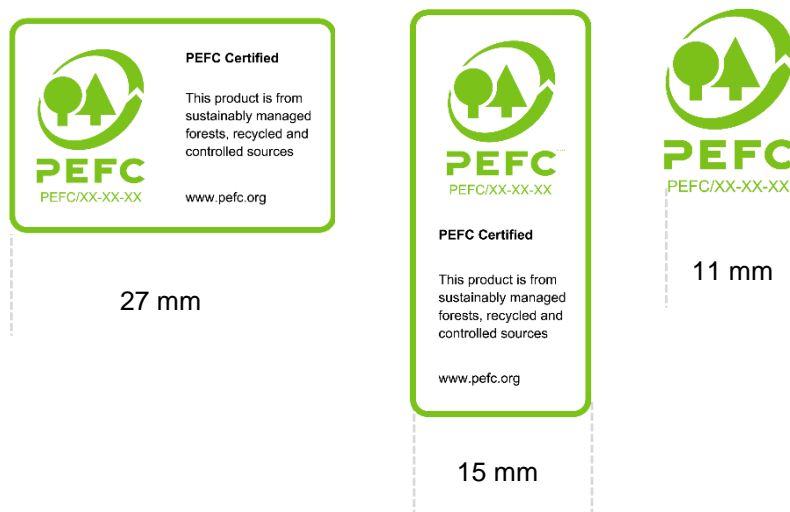 PEFC Certified
This product is from
sustainably managed
forests, recycled and
controlled sources
www.pefc.org
PEFC
PEFC/XX-XX-XX
27 mm
PEFC
PEFC/XX-XX-XX
PEFC Certified
This product is from
sustainably managed
forests, recycled and
controlled sources
www.pefc.org
15 mm
PEFC
PEFC/XX-XX-XX
11 mm